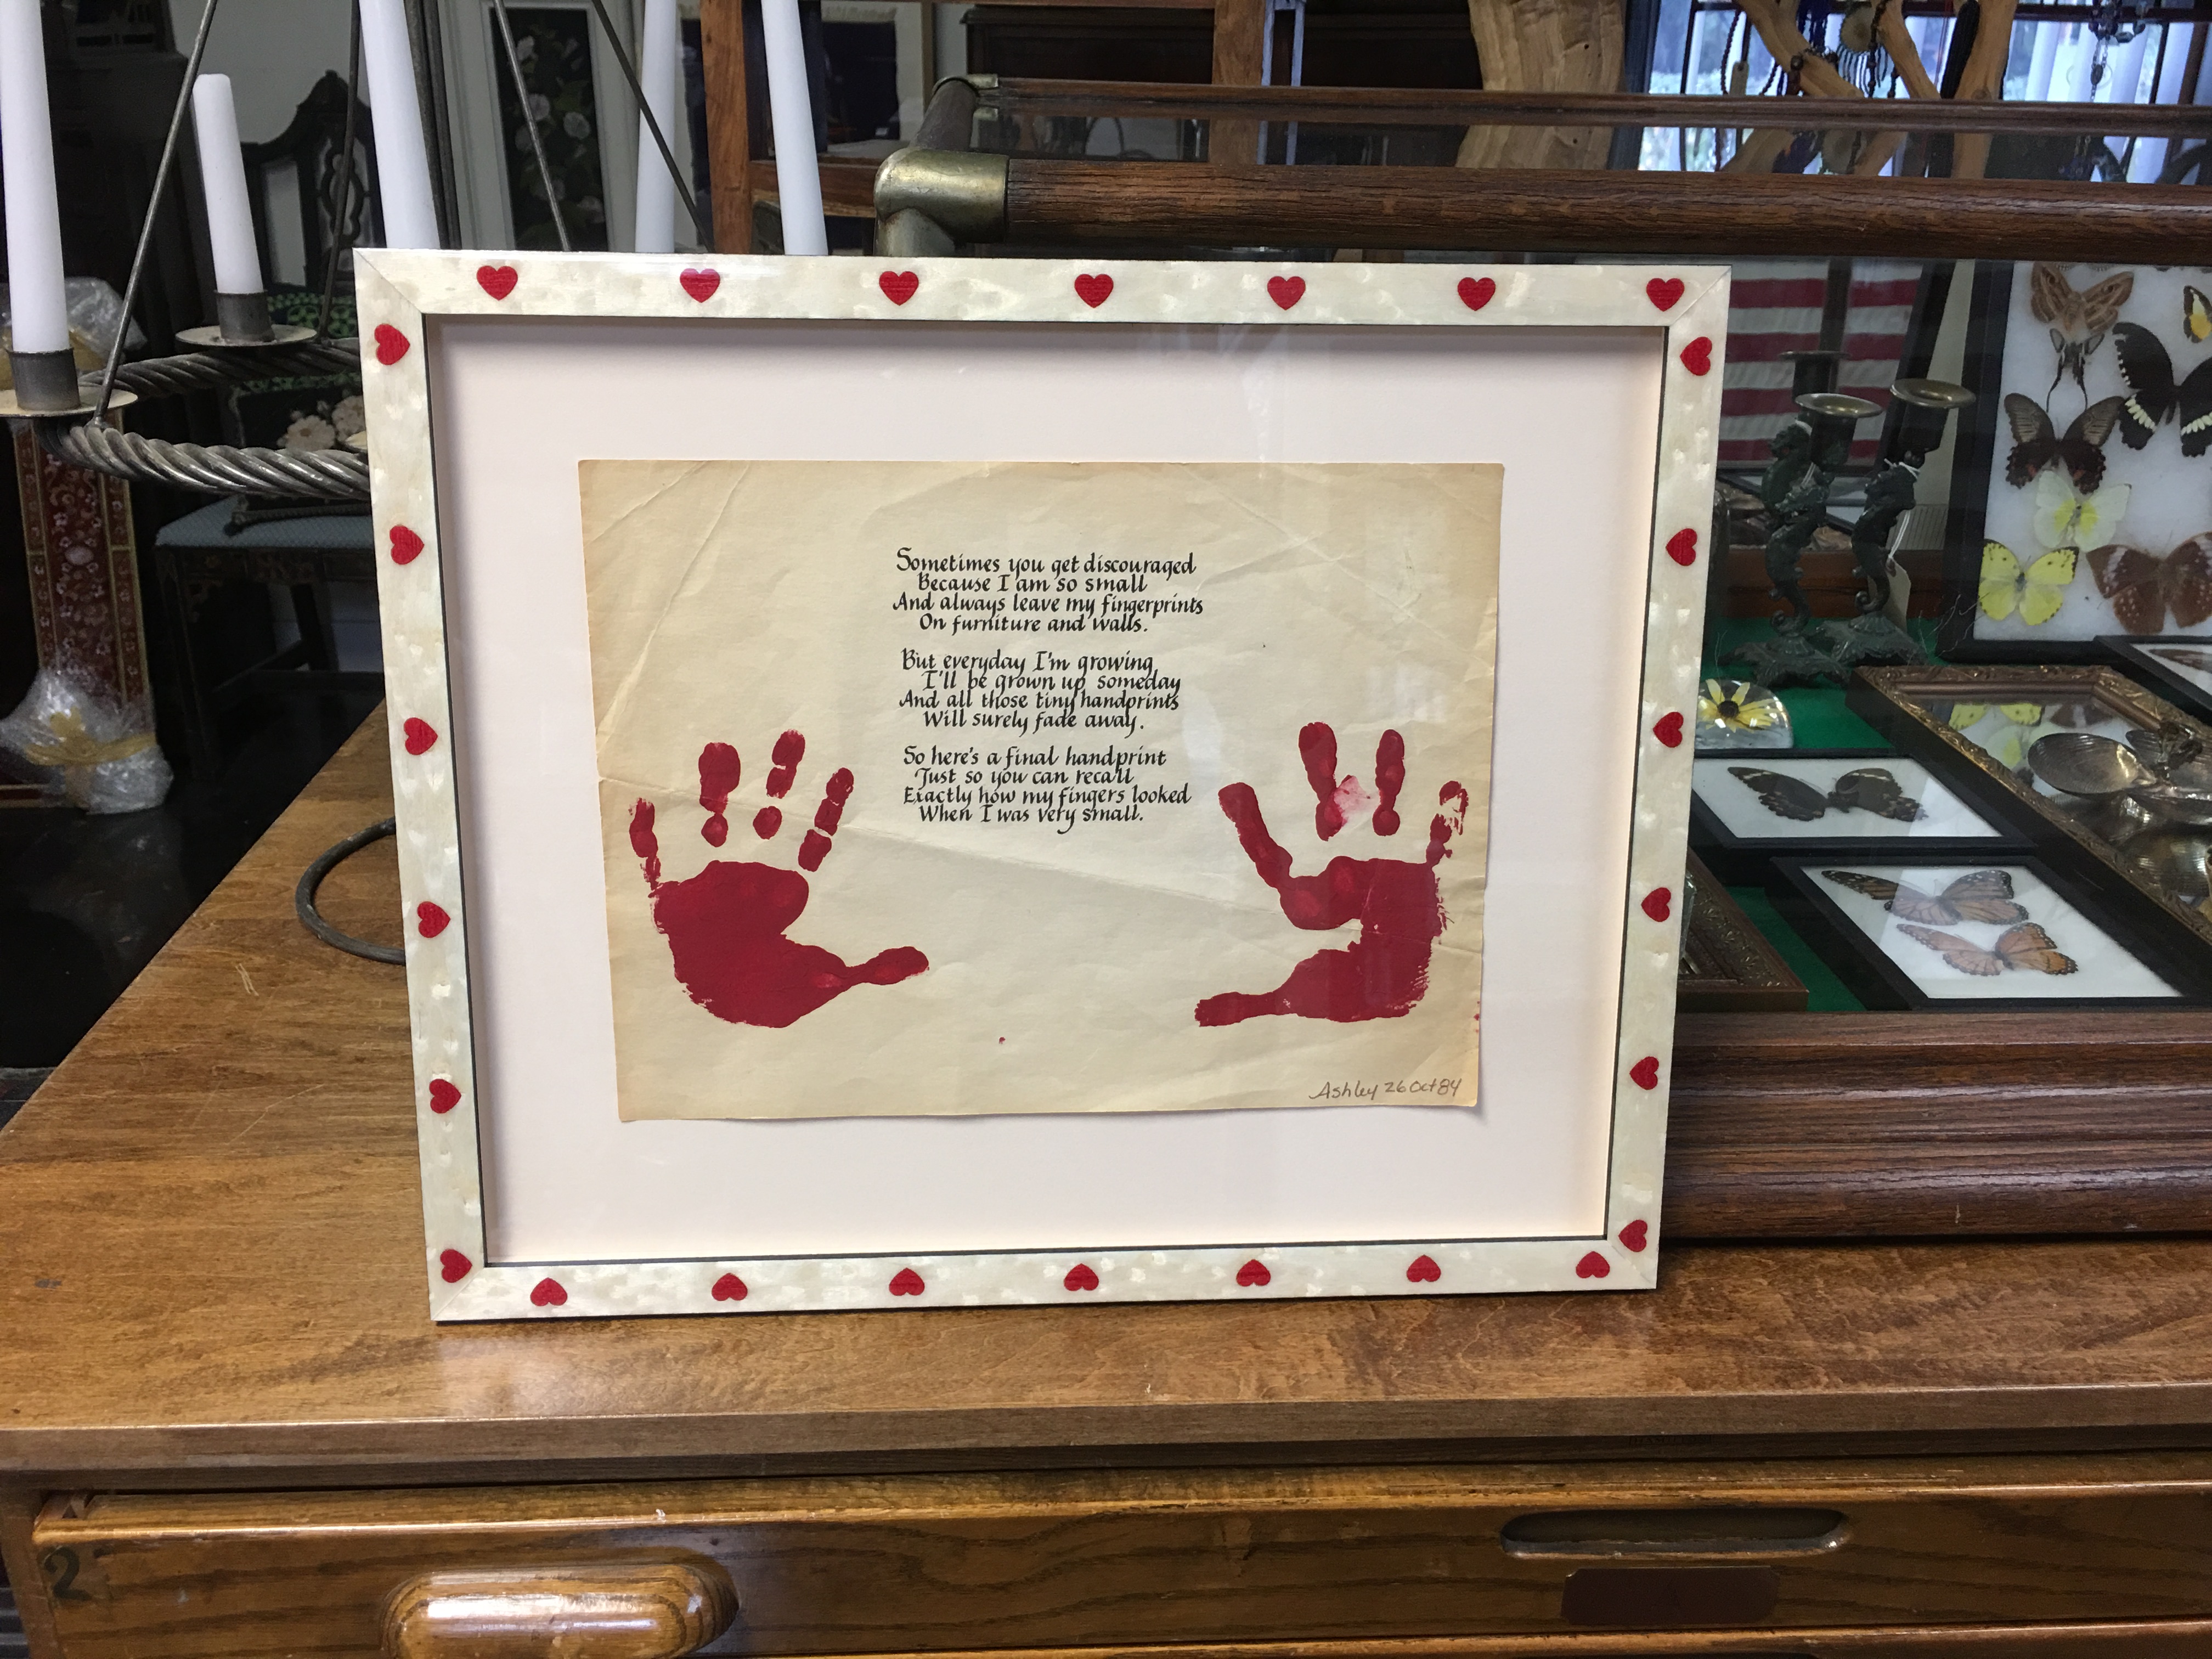 Sometimes you get discouraged
Because I am so small
And always leave my fingerprints
On furniture and walls.
But everyday I'm growing
I'll be grown up someday
And all those tiny handprints
Will surely fade away.
So here's a final handprint
Just so you can recall
Exactly how my fingers looked
When I was very small.
Ashley 26 Oct 84
2